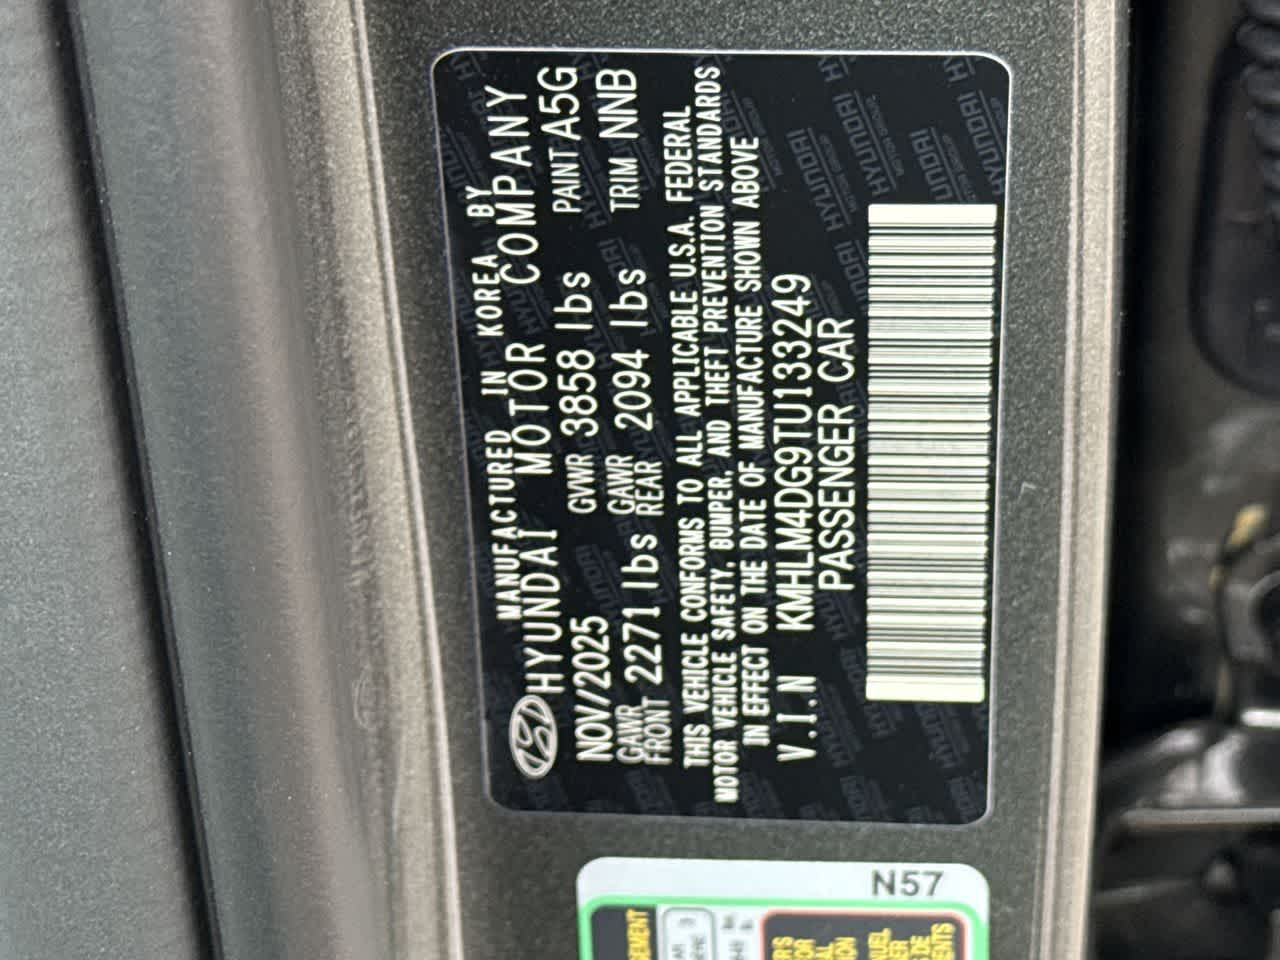 MANUFACTURED IN KOREA BY
HYUNDAI MOTOR COMPANY
NOV/2025 GVWR 3858 lbs PAINT A5G
GAWR FRONT 2271 lbs GAWR REAR 2094 lbs TRIM NNB
THIS VEHICLE CONFORMS TO ALL APPLICABLE U.S.A. FEDERAL
MOTOR VEHICLE SAFETY, BUMPER, AND THEFT PREVENTION STANDARDS
IN EFFECT ON THE DATE OF MANUFACTURE SHOWN ABOVE
V.I.N KMHLM4DG9TU133249
PASSENGER CAR
N57